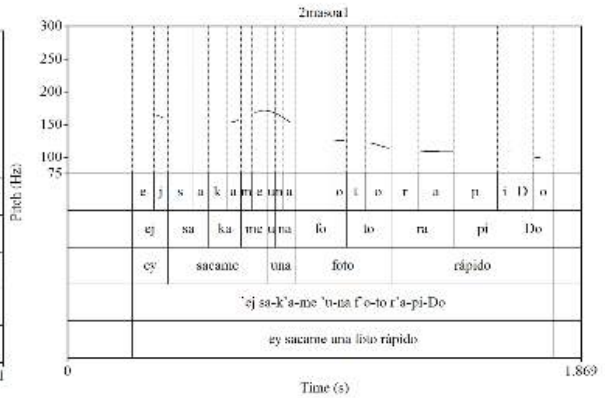 2masoa1
300
250
200
150
100
75
Pitch (Hz)
e j s a k a m e u n a o t o r a p i D o
ej sa ka me u na fo to ra pi Do
ey sacame una foto rápido
'ej sa-k'a-me 'u-na f'o-to r'a-pi-Do
ey sacame una foto rápido
0
1.869
Time (s)